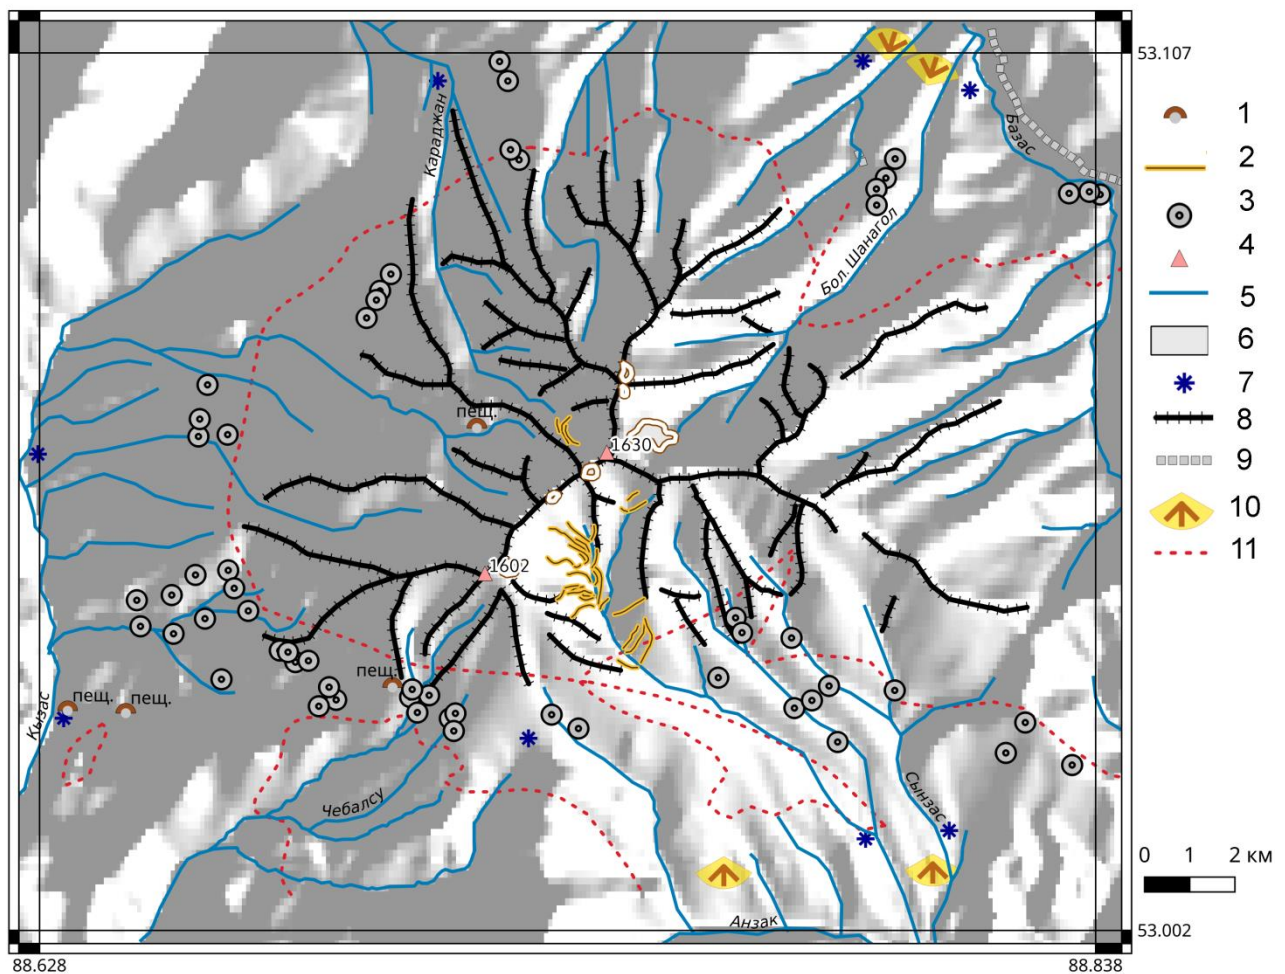 53.107
1
2
3
4
5
6
7
8
9
10
11
Караджан
Базас
Бол. Шанагол
пещ.
1630
1602
пещ.
пещ. пещ.
Кызас
Чебалсу
Сынзас
Анзак
0 1 2 км
53.002
88.628 88.838